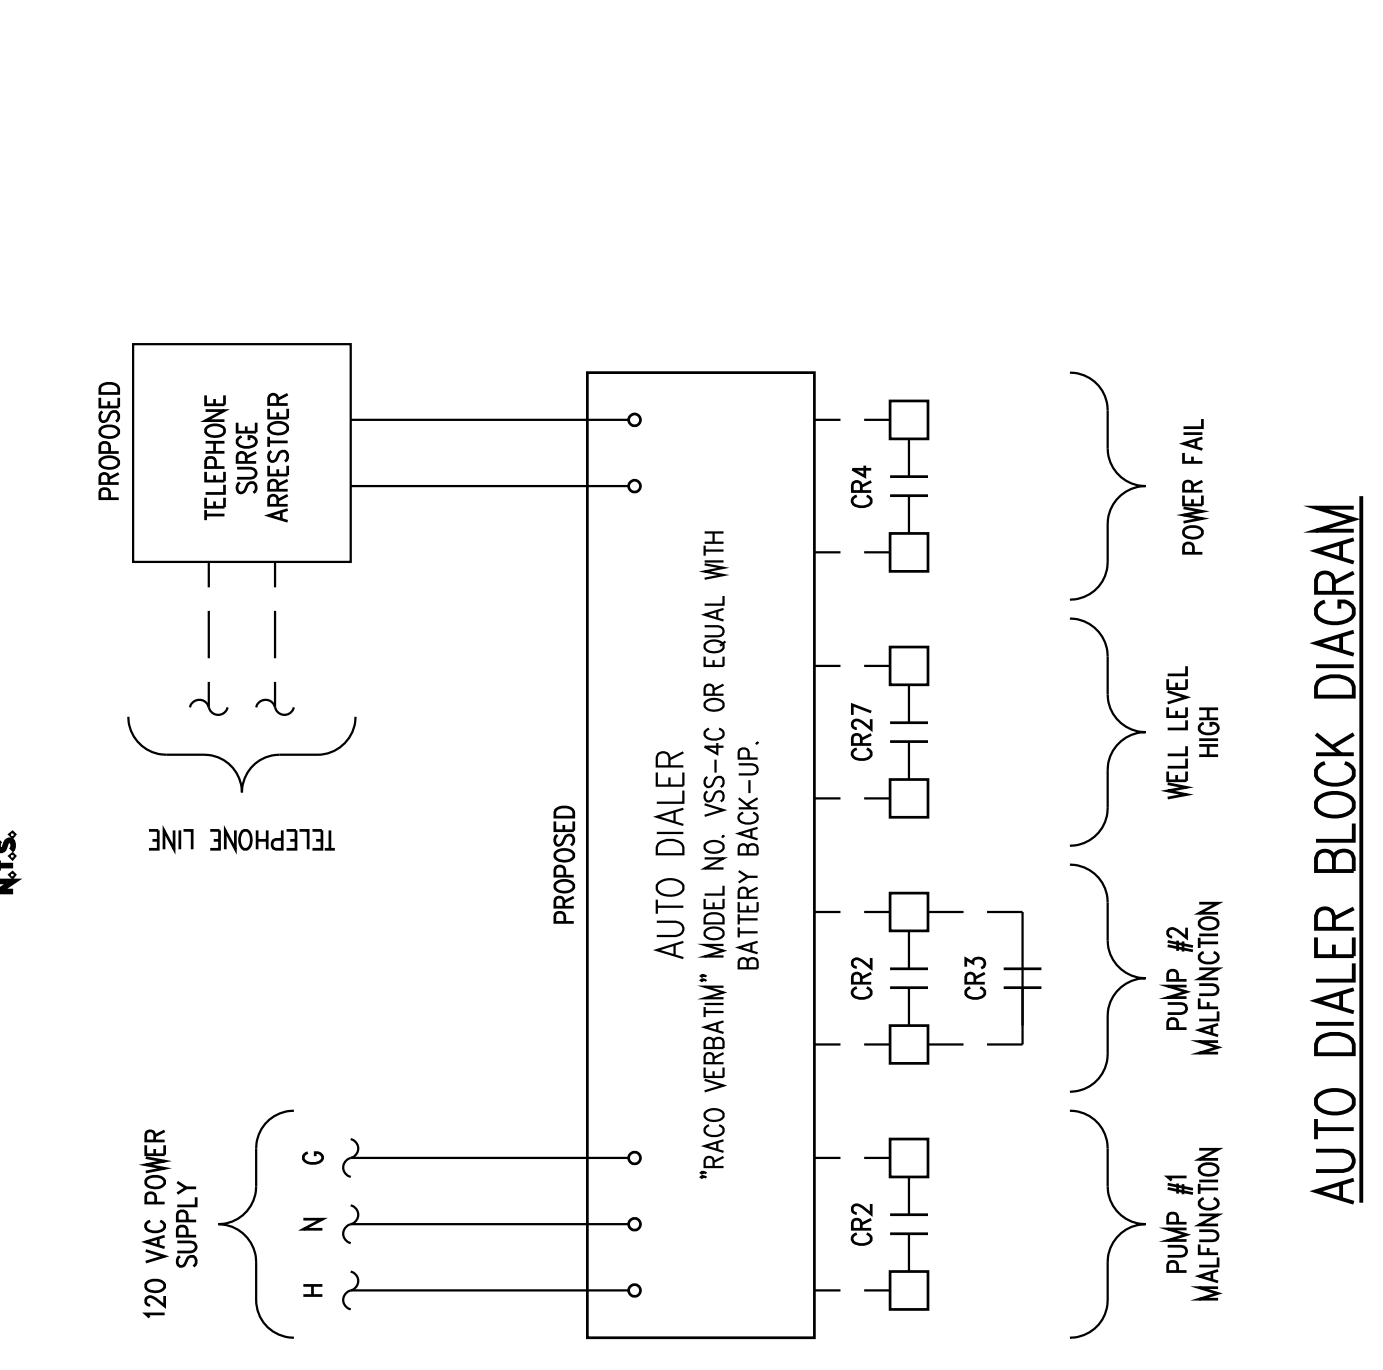 N.T.S.
120 VAC POWER
SUPPLY
H
N
G
TELEPHONE LINE
PROPOSED
TELEPHONE
SURGE
ARRESTOER
PROPOSED
AUTO DIALER
"RACO VERBATIM" MODEL NO. VSS-4C OR EQUAL WITH
BATTERY BACK-UP.
CR2
CR2
CR3
CR27
CR4
PUMP #1
MALFUNCTION
PUMP #2
MALFUNCTION
WELL LEVEL
HIGH
POWER FAIL
AUTO DIALER BLOCK DIAGRAM